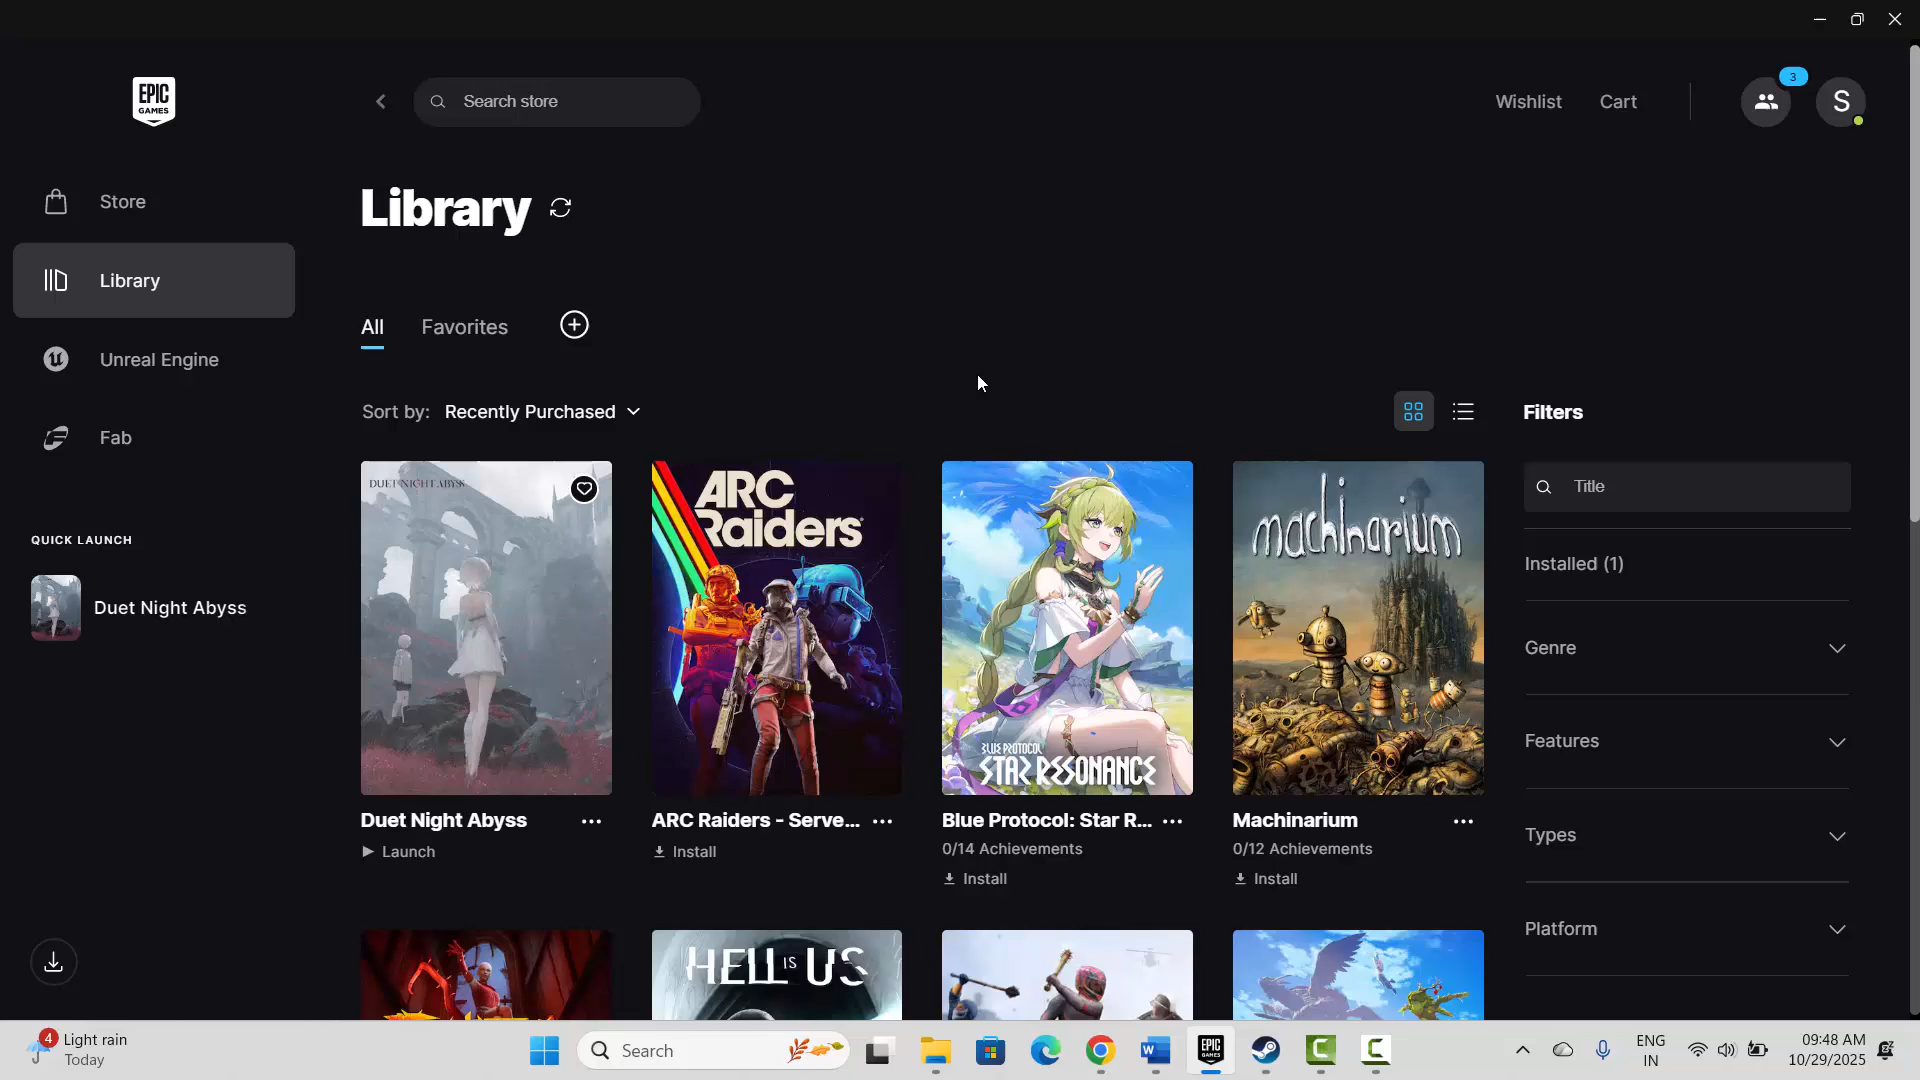 EPIC
GAMES
Search store
Wishlist
Cart
3
S
Store
Library
Unreal Engine
Fab
QUICK LAUNCH
Duet Night Abyss
Library
All
Favorites
Sort by: Recently Purchased
DUET NIGHT ABYSS
ARC
Raiders
BLUE PROTOCOL
STAR RESONANCE
machinarium
Duet Night Abyss
Launch
ARC Raiders - Serve...
Install
Blue Protocol: Star R...
0/14 Achievements
Install
Machinarium
0/12 Achievements
Install
HELL IS US
Filters
Title
Installed (1)
Genre
Features
Types
Platform
4
Light rain
Today
Search
EPIC
GAMES
ENG
IN
09:48 AM
10/29/2025